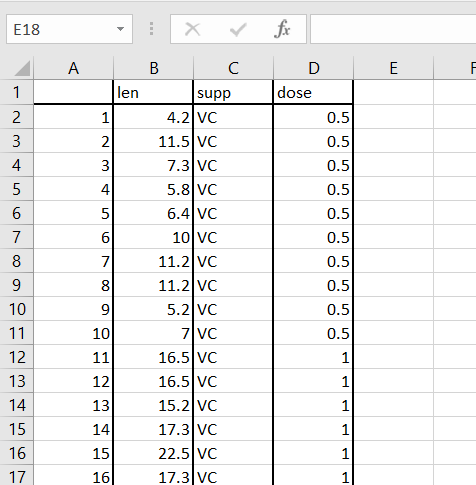 E18 fx
A B C D E F
1 len supp dose
2 1 4.2 VC 0.5
3 2 11.5 VC 0.5
4 3 7.3 VC 0.5
5 4 5.8 VC 0.5
6 5 6.4 VC 0.5
7 6 10 VC 0.5
8 7 11.2 VC 0.5
9 8 11.2 VC 0.5
10 9 5.2 VC 0.5
11 10 7 VC 0.5
12 11 16.5 VC 1
13 12 16.5 VC 1
14 13 15.2 VC 1
15 14 17.3 VC 1
16 15 22.5 VC 1
17 16 17.3 VC 1